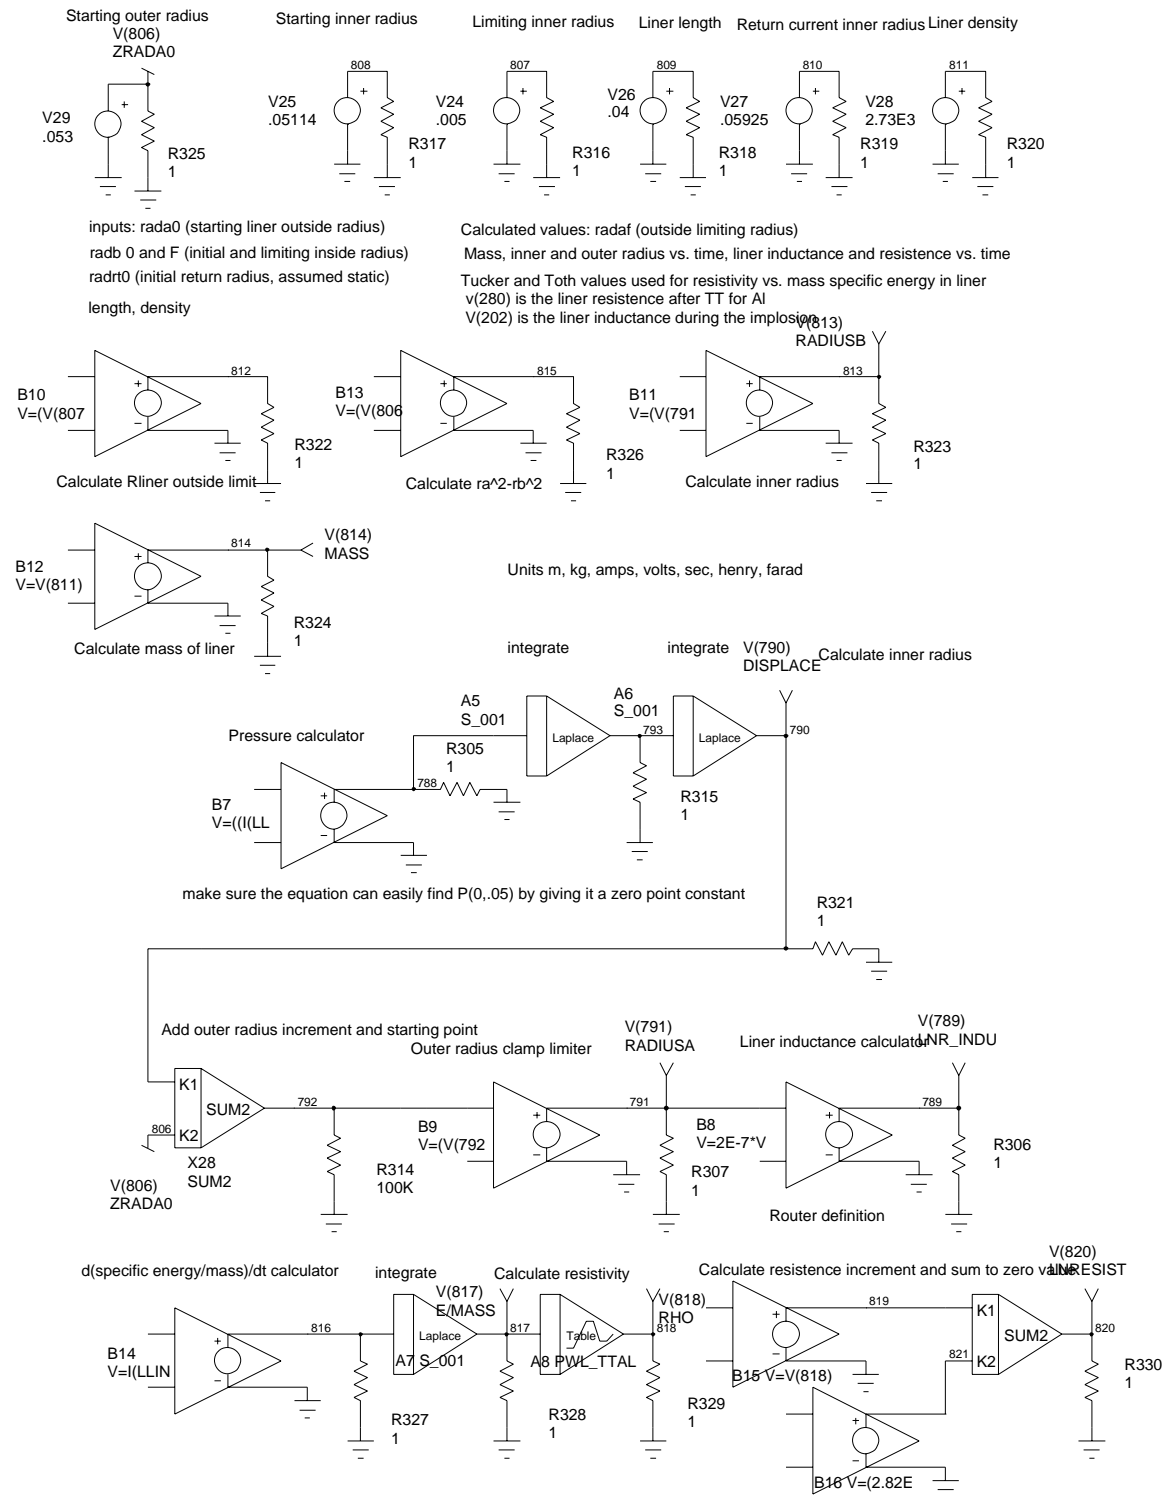 Starting outer radius
V(806)
ZRADA0
Starting inner radius
Limiting inner radius
Liner length
Return current inner radius
Liner density
808
807
809
810
811
V29
.053
R325
1
V25
.05114
R317
1
V24
.005
R316
1
V26
.04
R318
1
V27
.05925
R319
1
V28
2.73E3
R320
1
inputs: rada0 (starting liner outside radius)
radb 0 and F (initial and limiting inside radius)
radrt0 (initial return radius, assumed static)
length, density
Calculated values: radaf (outside limiting radius)
Mass, inner and outer radius vs. time, liner inductance and resistence vs. time
Tucker and Toth values used for resistivity vs. mass specific energy in liner
v(280) is the liner resistence after TT for Al
V(202) is the liner inductance during the implosion
V(813)
RADIUSB
812
B10
V=(V(807
R322
1
Calculate Rliner outside limit
815
B13
V=(V(806
R326
1
Calculate ra^2-rb^2
813
B11
V=(V(791
R323
1
Calculate inner radius
814
V(814)
MASS
B12
V=V(811)
R324
1
Calculate mass of liner
Units m, kg, amps, volts, sec, henry, farad
integrate
integrate
V(790)
DISPLACE
Calculate inner radius
A5
S_001
A6
S_001
Laplace
793
Laplace
790
Pressure calculator
R305
1
788
B7
V=((I(LL
R315
1
make sure the equation can easily find P(0,.05) by giving it a zero point constant
R321
1
Add outer radius increment and starting point
Outer radius clamp limiter
V(791)
RADIUSA
Liner inductance calculator
V(789)
LNR_INDU
K1
SUM2
K2
806
X28
SUM2
V(806)
ZRADA0
792
R314
100K
B9
V=(V(792
791
R307
1
B8
V=2E-7*V
789
R306
1
Router definition
d(specific energy/mass)/dt calculator
integrate
V(817)
E/MASS
Calculate resistivity
V(818)
RHO
Calculate resistence increment and sum to zero value
V(820)
LNRESIST
816
B14
V=I(LLIN
R327
1
Laplace
A7 S_001
817
R328
1
Table
A8 PWL_TTAL
818
R329
1
819
B15 V=V(818)
821
B16 V=(2.82E
K1
SUM2
K2
820
R330
1